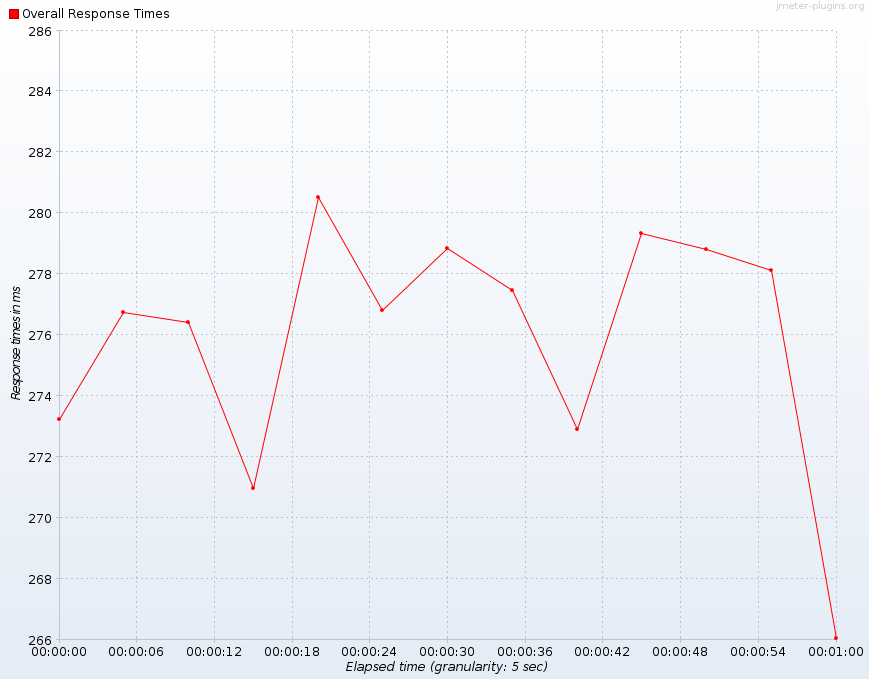 jmeter-plugins.org
Overall Response Times
286
284
282
280
278
276
274
272
270
268
266
Response times in ms
00:00:00 00:00:06 00:00:12 00:00:18 00:00:24 00:00:30 00:00:36 00:00:42 00:00:48 00:00:54 00:01:00
Elapsed time (granularity: 5 sec)